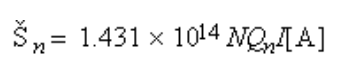 Š_n = 1.431 × 10^14 NQ_nI[A]